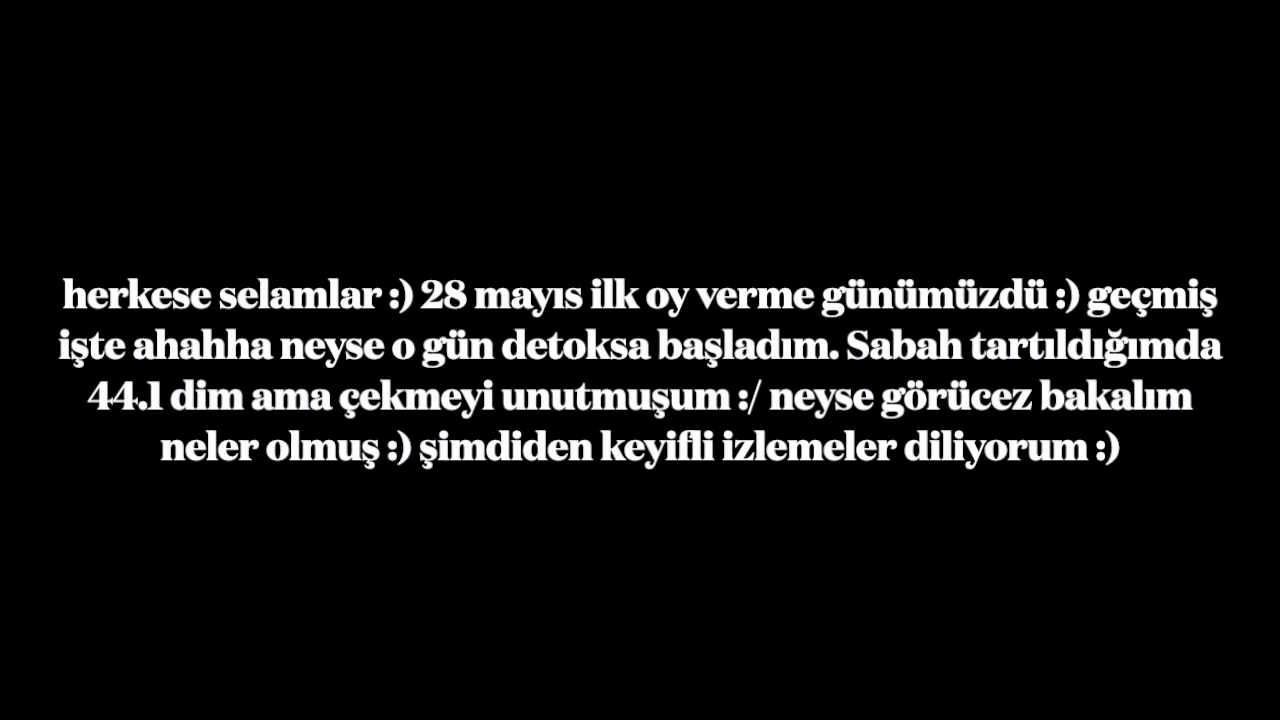 herkese selamlar :) 28 mayıs ilk oy verme günümüzdü :) geçmiş
işte ahahha neyse o gün detoksa başladım. Sabah tartıldığımda
44.1 dim ama çekmeyi unutmuşum :/ neyse görücez bakalım
neler olmuş :) şimdiden keyifli izlemeler diliyorum :)